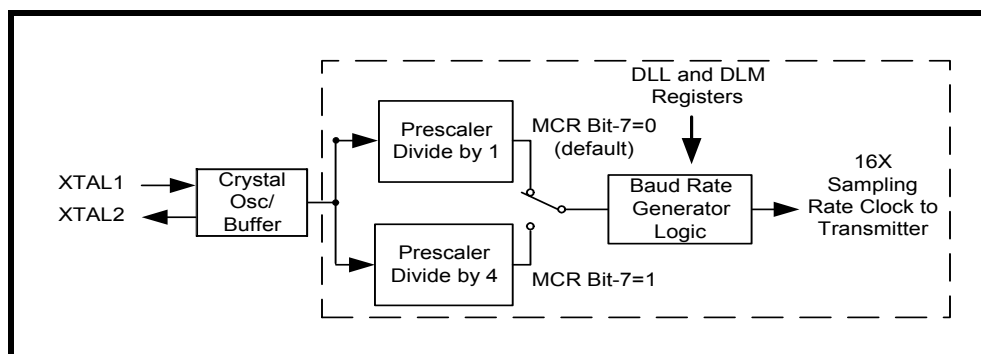 DLL and DLM
Registers
Prescaler
Divide by 1
MCR Bit-7=0
(default)
XTAL1
XTAL2
Crystal
Osc/
Buffer
Baud Rate
Generator
Logic
16X
Sampling
Rate Clock to
Transmitter
Prescaler
Divide by 4
MCR Bit-7=1